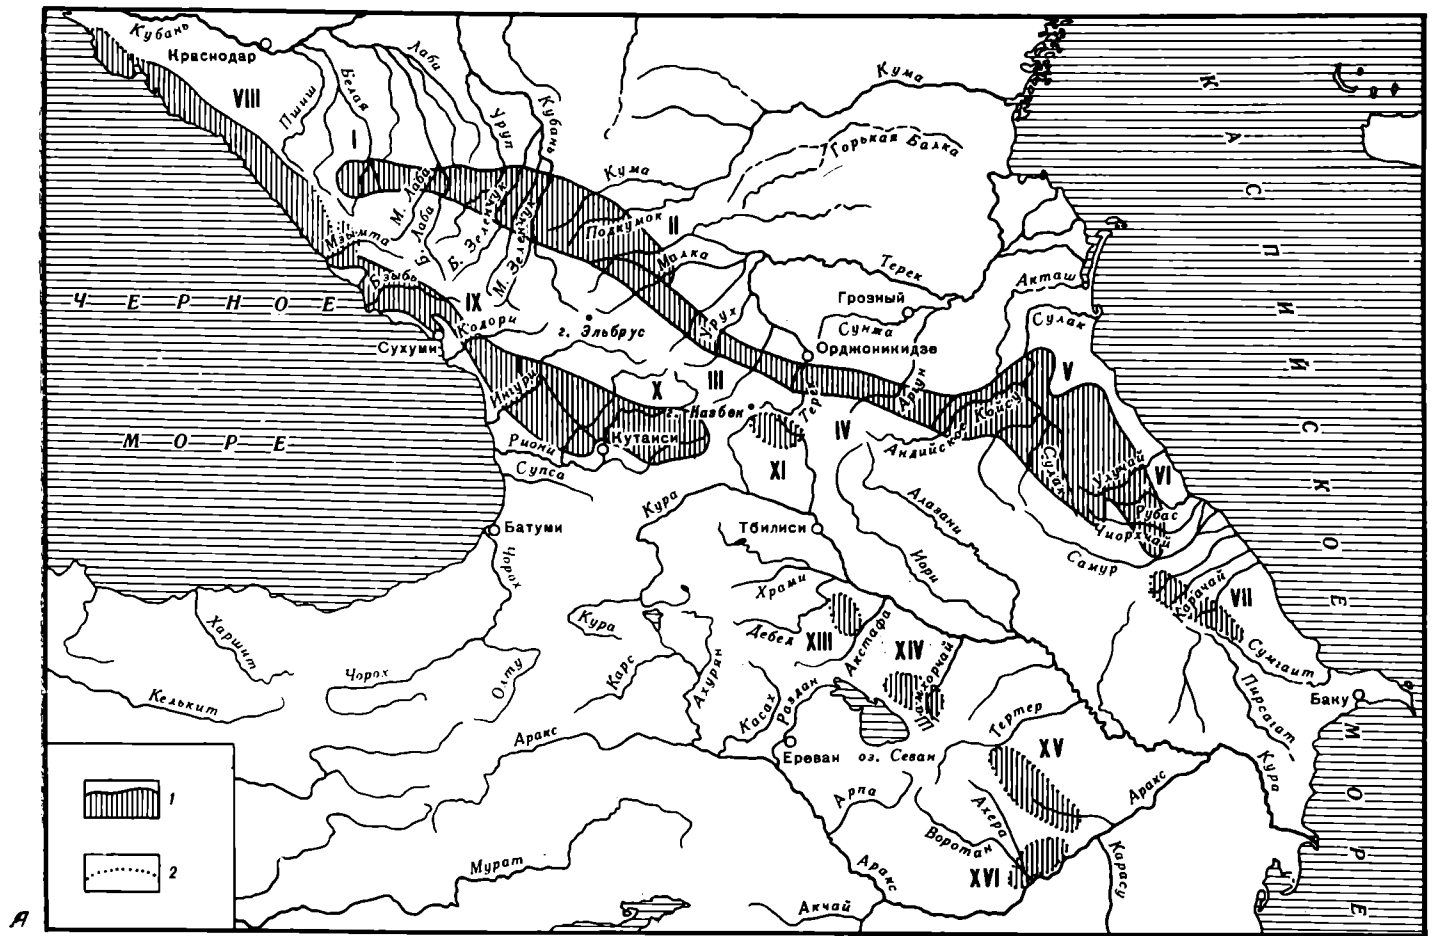 Кубань
Краснодар
Лаба
Белая
VIII
Пшиш
Уруп
Кубань
I
Кума
К А С П И Й С К О Е М О Р Е
Горькая Балка
Кума
М. Лаба
Б. Лаба
Б. Зеленчук
М. Зеленчук
Подкумок
II
Мзымта
Малка
Бзыбь
Терек
Акташ
ЧЕРНОЕ
IX
Кодори
г. Эльбрус
Урух
Грозный
Сунжа
Сулак
Сухуми
Орджоникидзе
Ингури
X
III
Терек
Аргун
V
г. Казбек
Андийское Койсу
IV
МОРЕ
Риони
Кутаиси
Супса
XI
Сулак
Улучай
VI
Рубас
Чиорхчай
Кура
Тбилиси
Алазани
Батуми
Чорох
Иори
Самур
Храми
Карачай
VII
Харшит
Кура
Дебед
XIII
Акстафа
XIV
Сумгаит
Чорох
Олту
Карс
Ахурян
Касах
Раздан
Шамхорчай
Пирсагат
Баку
Келькит
Аракс
Ереван
оз. Севан
Тертер
XV
Аракс
Кура
1
Арпа
Ахера
Воротан
2
Мурат
Аракс
XVI
Карасу
Акчай
А